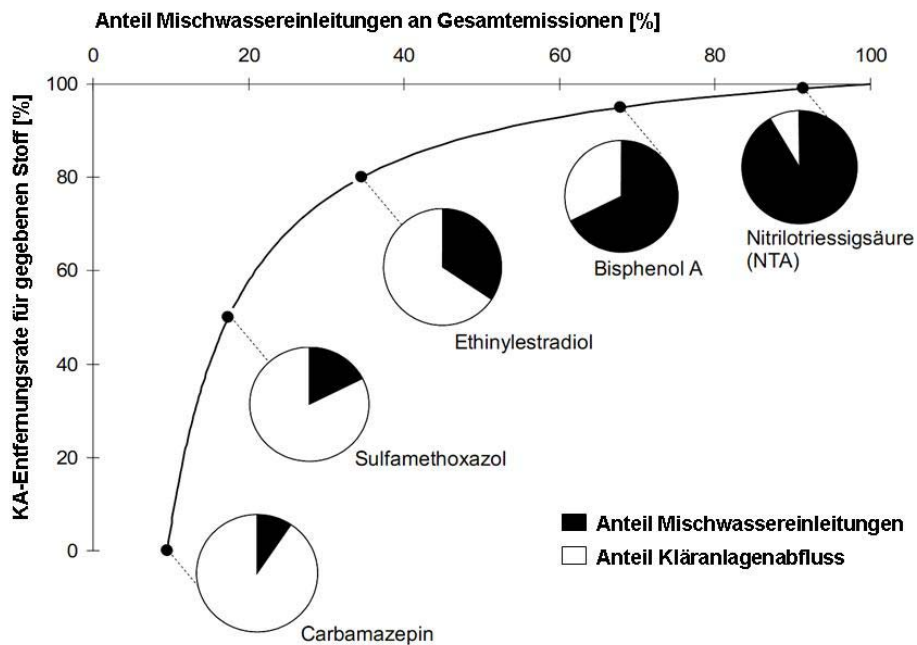 Anteil Mischwassereinleitungen an Gesamtemissionen [%]
0 20 40 60 80 100
KA-Entfernungsrate für gegebenen Stoff [%]
100
80
60
40
20
0
Nitrilotriessigsäure
(NTA)
Bisphenol A
Ethinylestradiol
Sulfamethoxazol
Carbamazepin
Anteil Mischwassereinleitungen
Anteil Kläranlagenabfluss